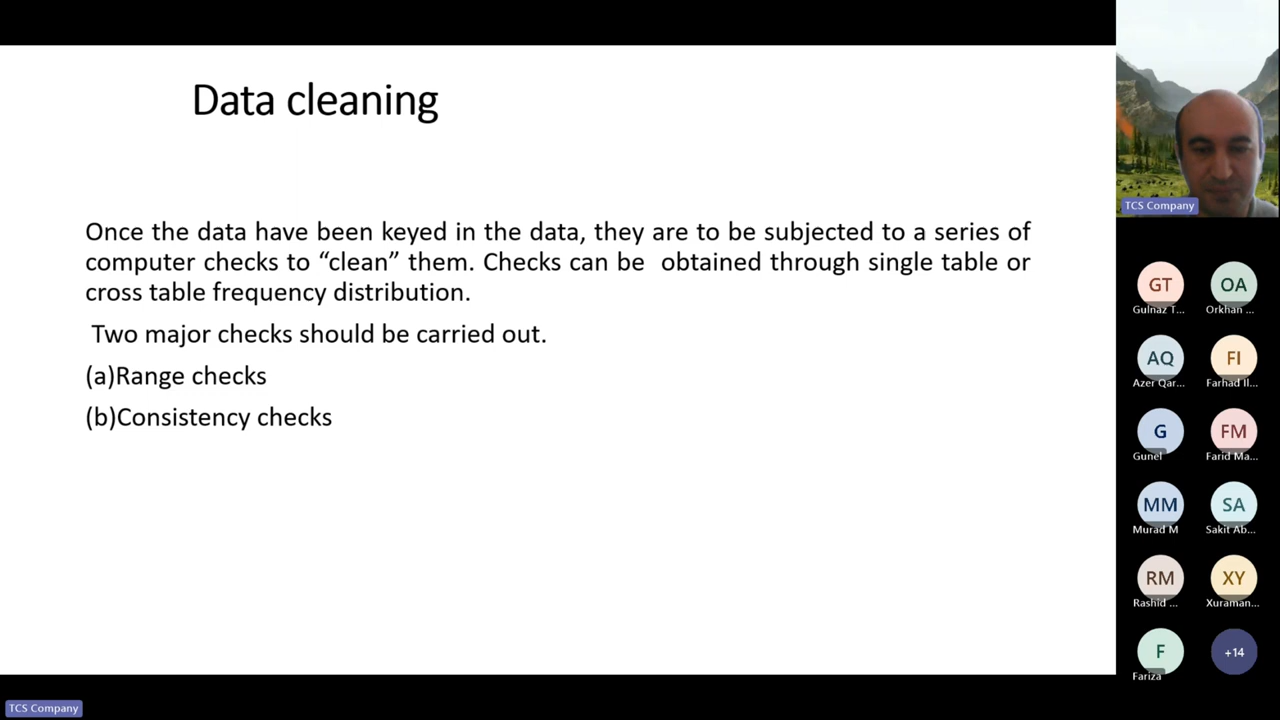 Data cleaning
Once the data have been keyed in the data, they are to be subjected to a series of
computer checks to “clean” them. Checks can be  obtained through single table or
cross table frequency distribution.
Two major checks should be carried out.
(a)Range checks
(b)Consistency checks
TCS Company
GT
OA
Gulnaz T...
Orkhan ...
AQ
FI
Azer Qar...
Farhad Il...
G
FM
Gunel
Farid Ma...
MM
SA
Murad M
Sakit Ab...
RM
XY
Rashid ...
Xuraman...
F
+14
Fariza
TCS Company